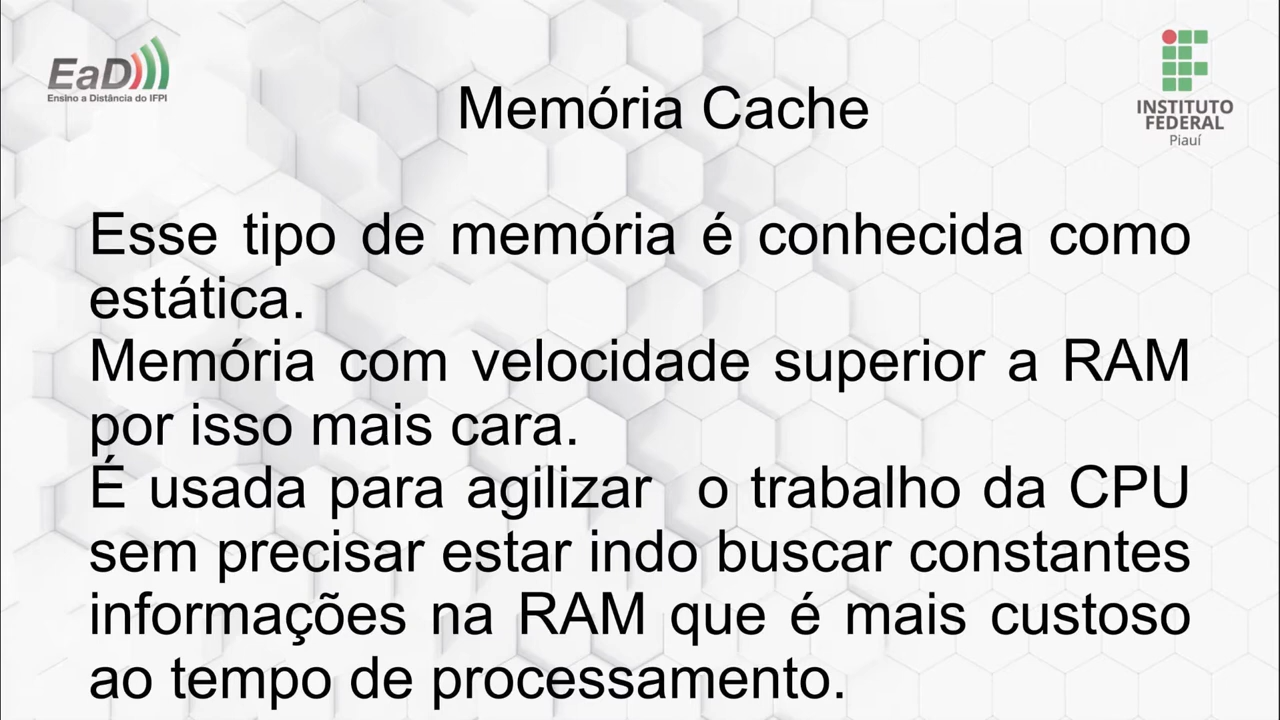 EaD
Ensino a Distância do IFPI
Memória Cache
INSTITUTO
FEDERAL
Piauí
Esse tipo de memória é conhecida como
estática.
Memória com velocidade superior a RAM
por isso mais cara.
É usada para agilizar o trabalho da CPU
sem precisar estar indo buscar constantes
informações na RAM que é mais custoso
ao tempo de processamento.